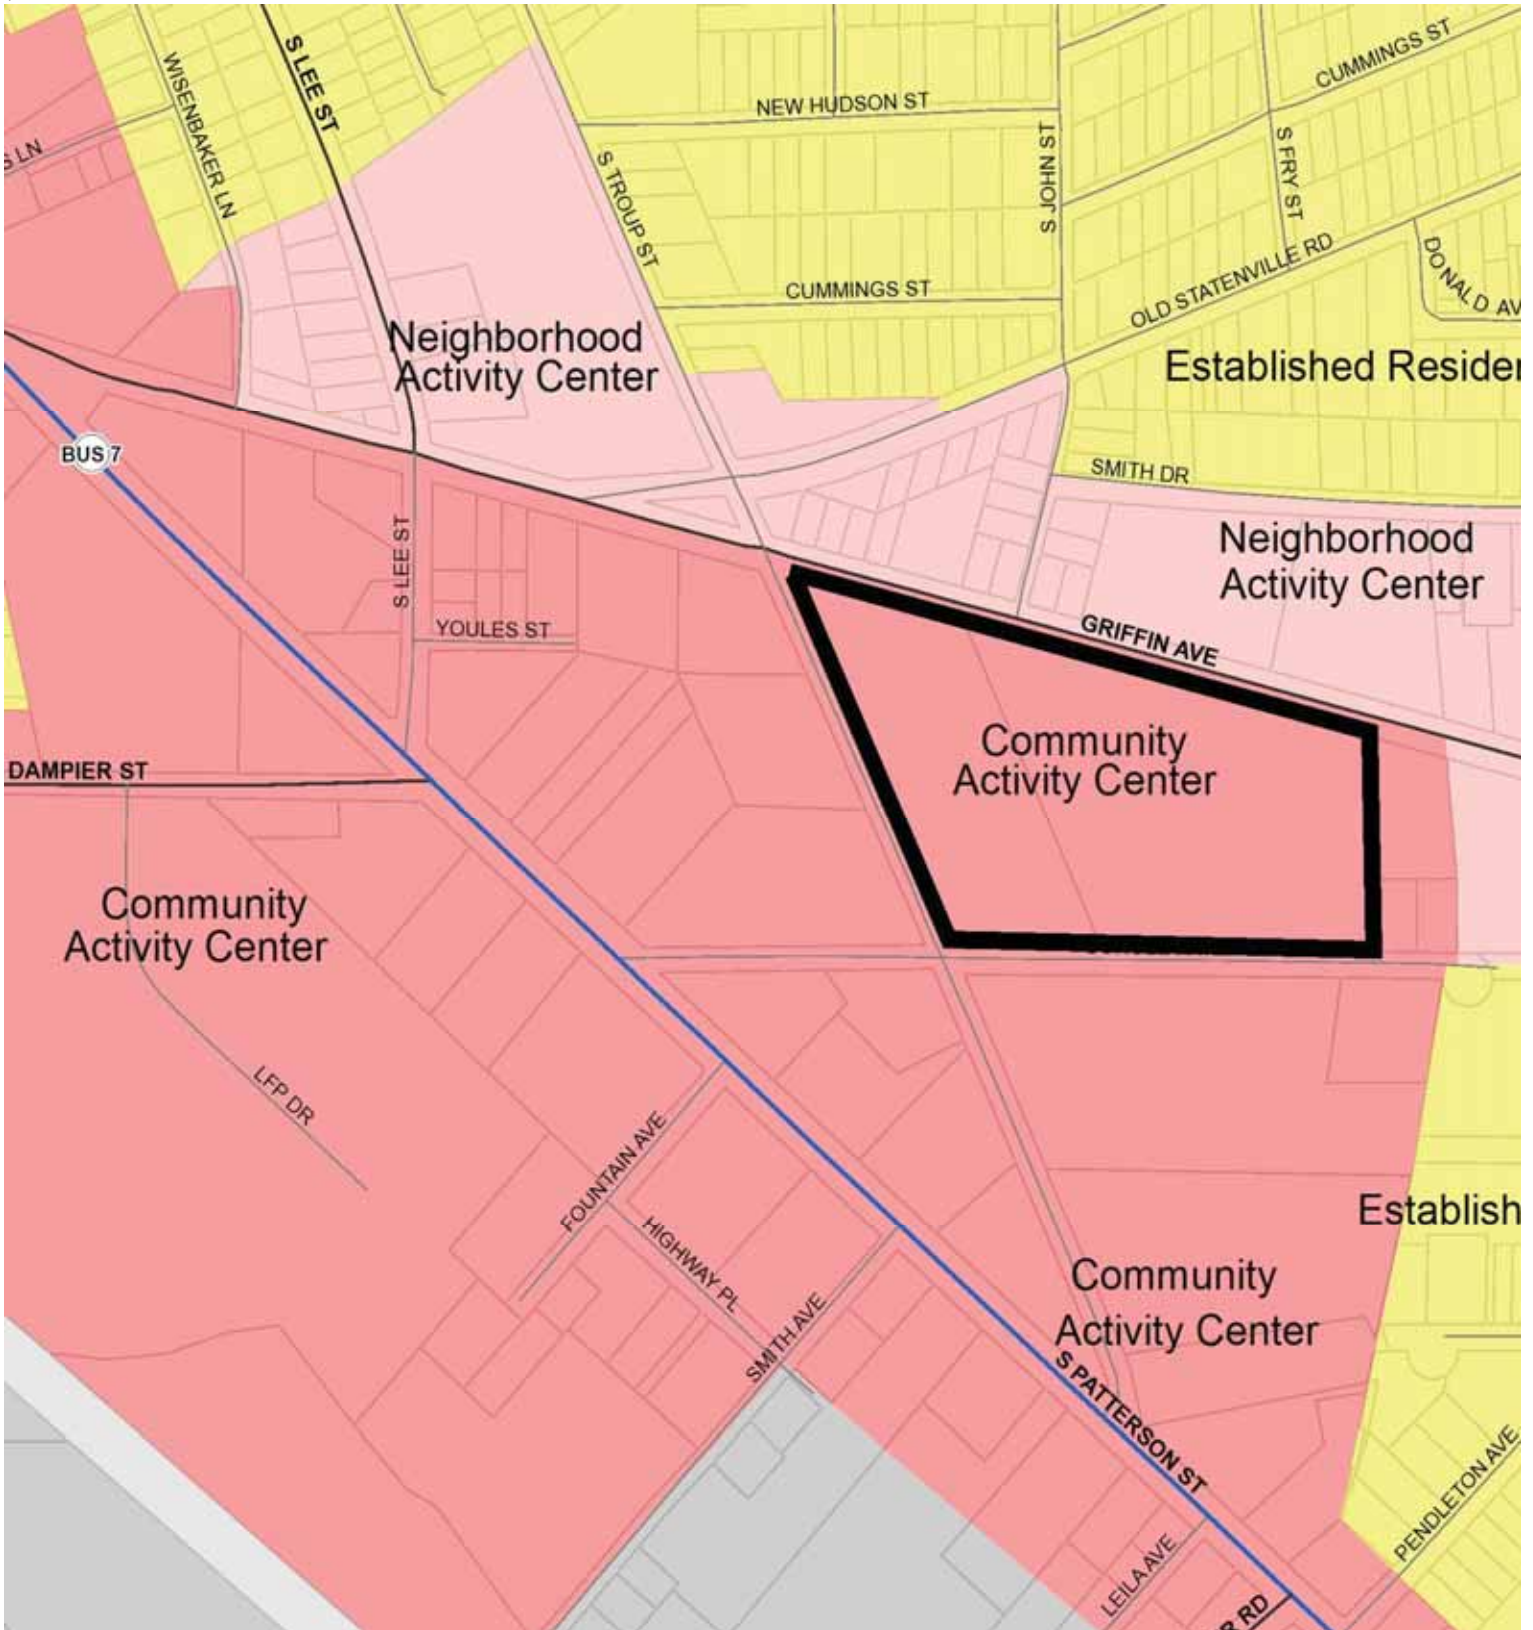 S LEE ST
WISENBAKER LN
CUMMINGS ST
NEW HUDSON ST
S LN
S TROUP ST
S JOHN ST
S FRY ST
CUMMINGS ST
OLD STATENVILLE RD
DONALD AV
Neighborhood
Activity Center
Established Residen
BUS 7
SMITH DR
S LEE ST
Neighborhood
Activity Center
YOULES ST
GRIFFIN AVE
Community
Activity Center
DAMPIER ST
Community
Activity Center
LFP DR
FOUNTAIN AVE
HIGHWAY PL
SMITH AVE
Establish
Community
Activity Center
S PATTERSON ST
PENDLETON AVE
LEILA AVE
R RD